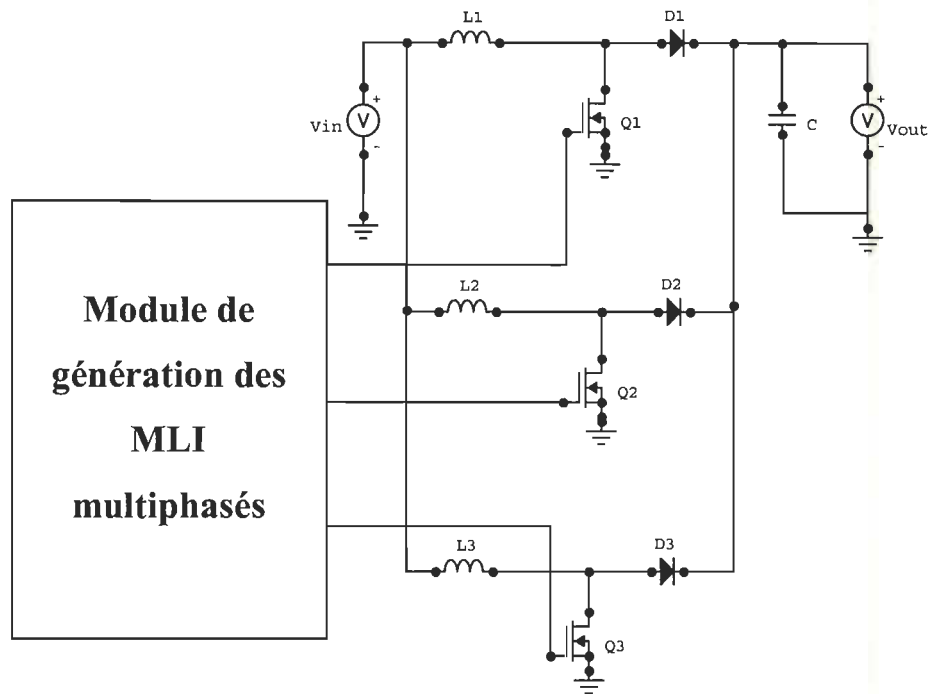 L1
D1
Vin
V
+
-
Q1
C
V
+
-
Vout
Module de
génération des
MLI
multiphasés
L2
D2
Q2
L3
D3
Q3